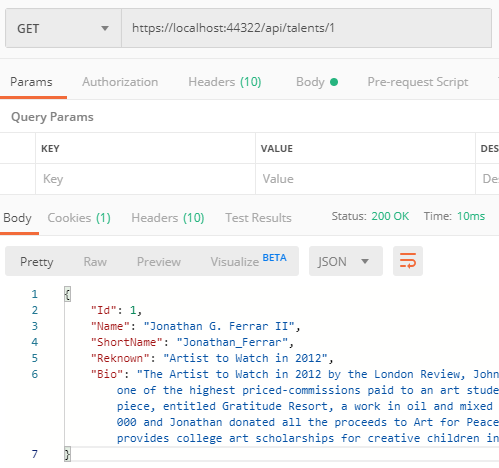 GET https://localhost:44322/api/talents/1
Params Authorization Headers (10) Body Pre-request Script
Query Params
KEY VALUE DES
Key Value Des
Body Cookies (1) Headers (10) Test Results Status: 200 OK Time: 10ms
Pretty Raw Preview Visualize BETA JSON
1 {
2 "Id": 1,
3 "Name": "Jonathan G. Ferrar II",
4 "ShortName": "Jonathan_Ferrar",
5 "Reknown": "Artist to Watch in 2012",
6 "Bio": "The Artist to Watch in 2012 by the London Review, John
one of the highest priced-commissions paid to an art stude
piece, entitled Gratitude Resort, a work in oil and mixed
000 and Jonathan donated all the proceeds to Art for Peace
provides college art scholarships for creative children in
7 }